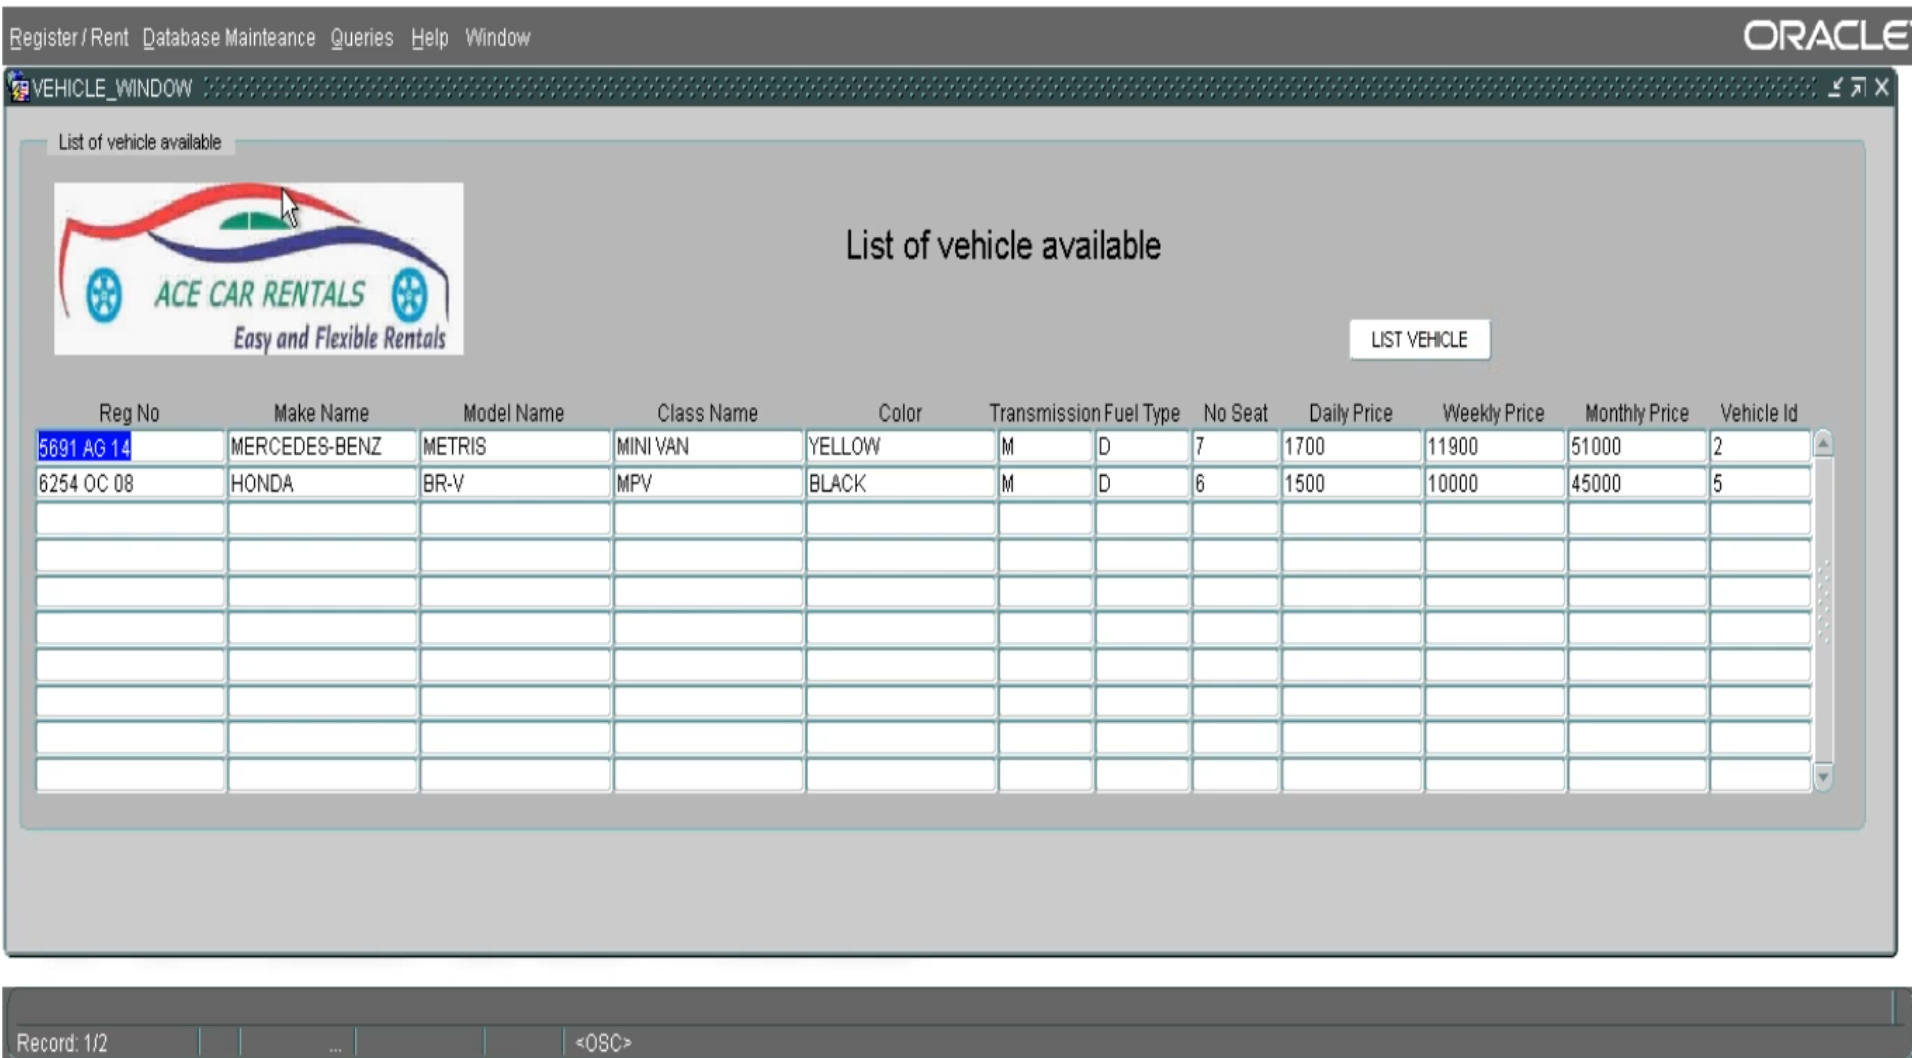 Register / Rent Database Mainteance Queries Help Window
ORACLE
VEHICLE_WINDOW
List of vehicle available
ACE CAR RENTALS
Easy and Flexible Rentals
List of vehicle available
LIST VEHICLE
Reg No Make Name Model Name Class Name Color Transmission Fuel Type No Seat Daily Price Weekly Price Monthly Price Vehicle Id
5691 AG 14 MERCEDES-BENZ METRIS MINI VAN YELLOW M D 7 1700 11900 51000 2
6254 OC 08 HONDA BR-V MPV BLACK M D 6 1500 10000 45000 5
Record: 1/2 ... <OSC>